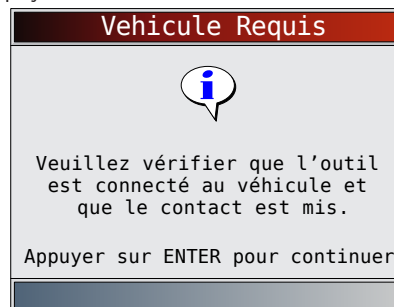 Vehicule Requis
i
Veuillez vérifier que l'outil
est connecté au véhicule et
que le contact est mis.
Appuyer sur ENTER pour continuer